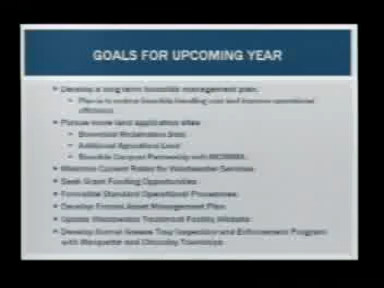 GOALS FOR UPCOMING YEAR
Develop a long term biosolids management plan.
Plan is to reduce biosolids handling cost and improve operational
efficiency
Pursue more land application sites
Brownfield Reclamation Sites
Additional Agricultural Land
Biosolids Compost Partnership with
Maintain Current Rates for Wastewater Services
Seek Grant Funding Opportunities
Formalize Standard Operational Procedures
Develop Formal Asset Management Plan
Update Wastewater Treatment Facility Website
Develop formal Grease Trap Inspection and Enforcement Program
with Marquette and Chocolay Townships